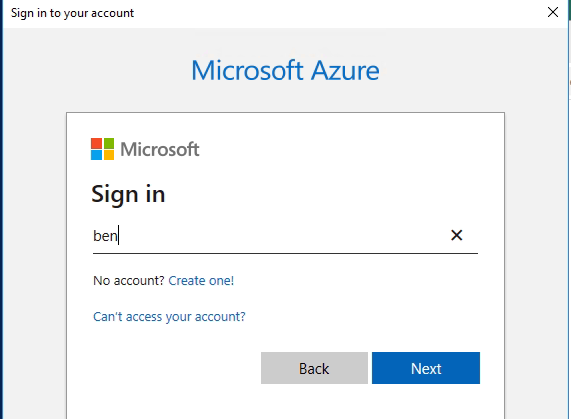 Sign in to your account
Microsoft Azure
Microsoft
Sign in
ben
No account? Create one!
Can't access your account?
Back Next